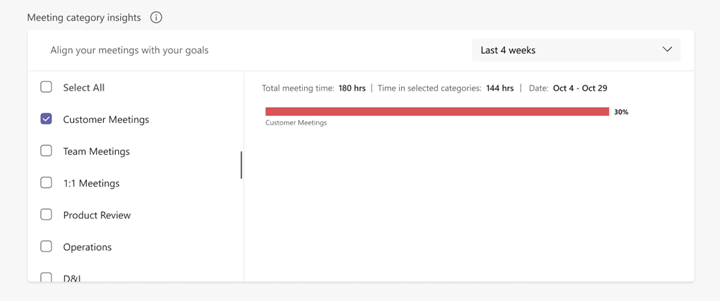 Meeting category insights
Align your meetings with your goals
Last 4 weeks
Select All
Customer Meetings
Team Meetings
1:1 Meetings
Product Review
Operations
D&I
Total meeting time: 180 hrs | Time in selected categories: 144 hrs | Date: Oct 4 - Oct 29
30%
Customer Meetings